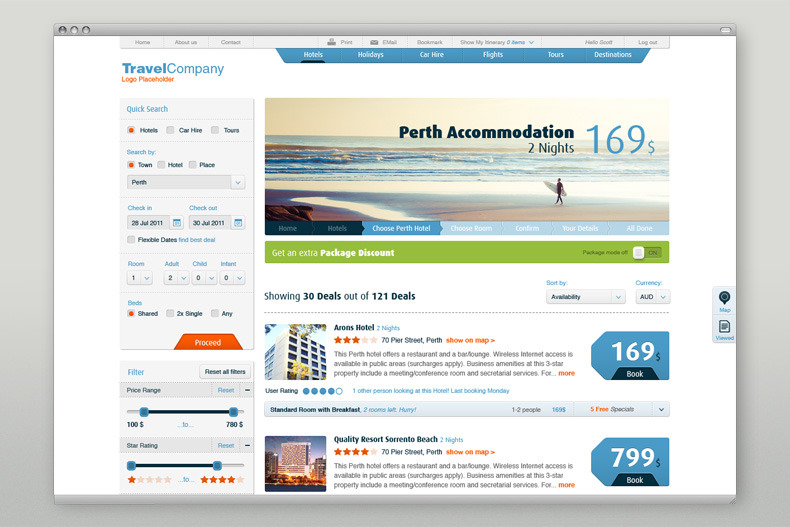 Home About us Contact Print EMail Bookmark Show My Itinerary 0 items Hello Scott! Log out
Hotels Holidays Car Hire Flights Tours Destinations
TravelCompany
Logo Placeholder
Quick Search
Hotels Car Hire Tours
Search by:
Town Hotel Place
Perth
Check in Check out
28 Jul 2011 30 Jul 2011
Flexible Dates find best deal
Room Adult Child Infant
1 2 0 0
Beds
Shared 2x Single Any
Proceed
Filter Reset all filters
Price Range Reset
100 $ ...to... 780 $
Star Rating Reset
...to...
Perth Accommodation 169$
2 Nights
Home Hotels Choose Perth Hotel Choose Room Confirm Your Details All Done
Get an extra Package Discount Package mode off ON
Sort by: Currency:
Showing 30 Deals out of 121 Deals Availability AUD
Arons Hotel 2 Nights
70 Pier Street, Perth show on map >
This Perth hotel offers a restaurant and a bar/lounge. Wireless Internet access is
available in public areas (surcharges apply). Business amenities at this 3-star
property include a meeting/conference room and secretarial services. For... more
169$
Book
User Rating 1 other person looking at this Hotel! Last booking Monday
Standard Room with Breakfast, 2 rooms left. Hurry! 1-2 people 169$ 5 Free Specials
Quality Resort Sorrento Beach 2 Nights
70 Pier Street, Perth show on map >
This Perth hotel offers a restaurant and a bar/lounge. Wireless Internet access is
available in public areas (surcharges apply). Business amenities at this 3-star
property include a meeting/conference room and secretarial services. For... more
799$
Book
Map
Viewed